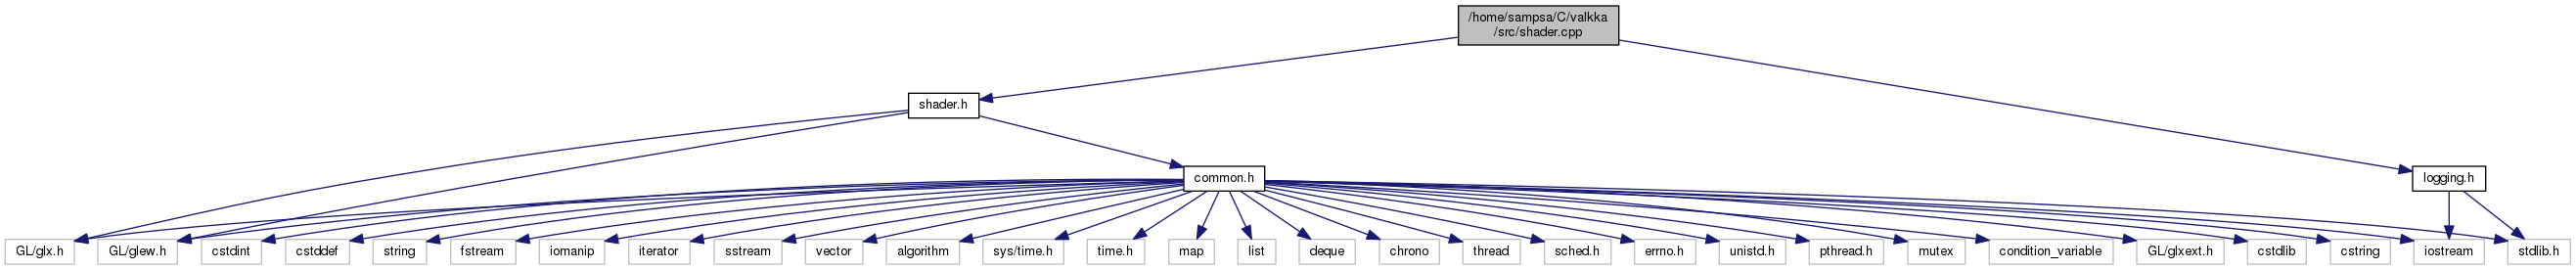 /home/sampsa/C/valkka
/src/shader.cpp
shader.h
common.h
logging.h
GL/glx.h
GL/glew.h
cstdint
cstddef
string
fstream
iomanip
iterator
sstream
vector
algorithm
sys/time.h
time.h
map
list
deque
chrono
thread
sched.h
errno.h
unistd.h
pthread.h
mutex
condition_variable
GL/glxext.h
cstdlib
cstring
iostream
stdlib.h